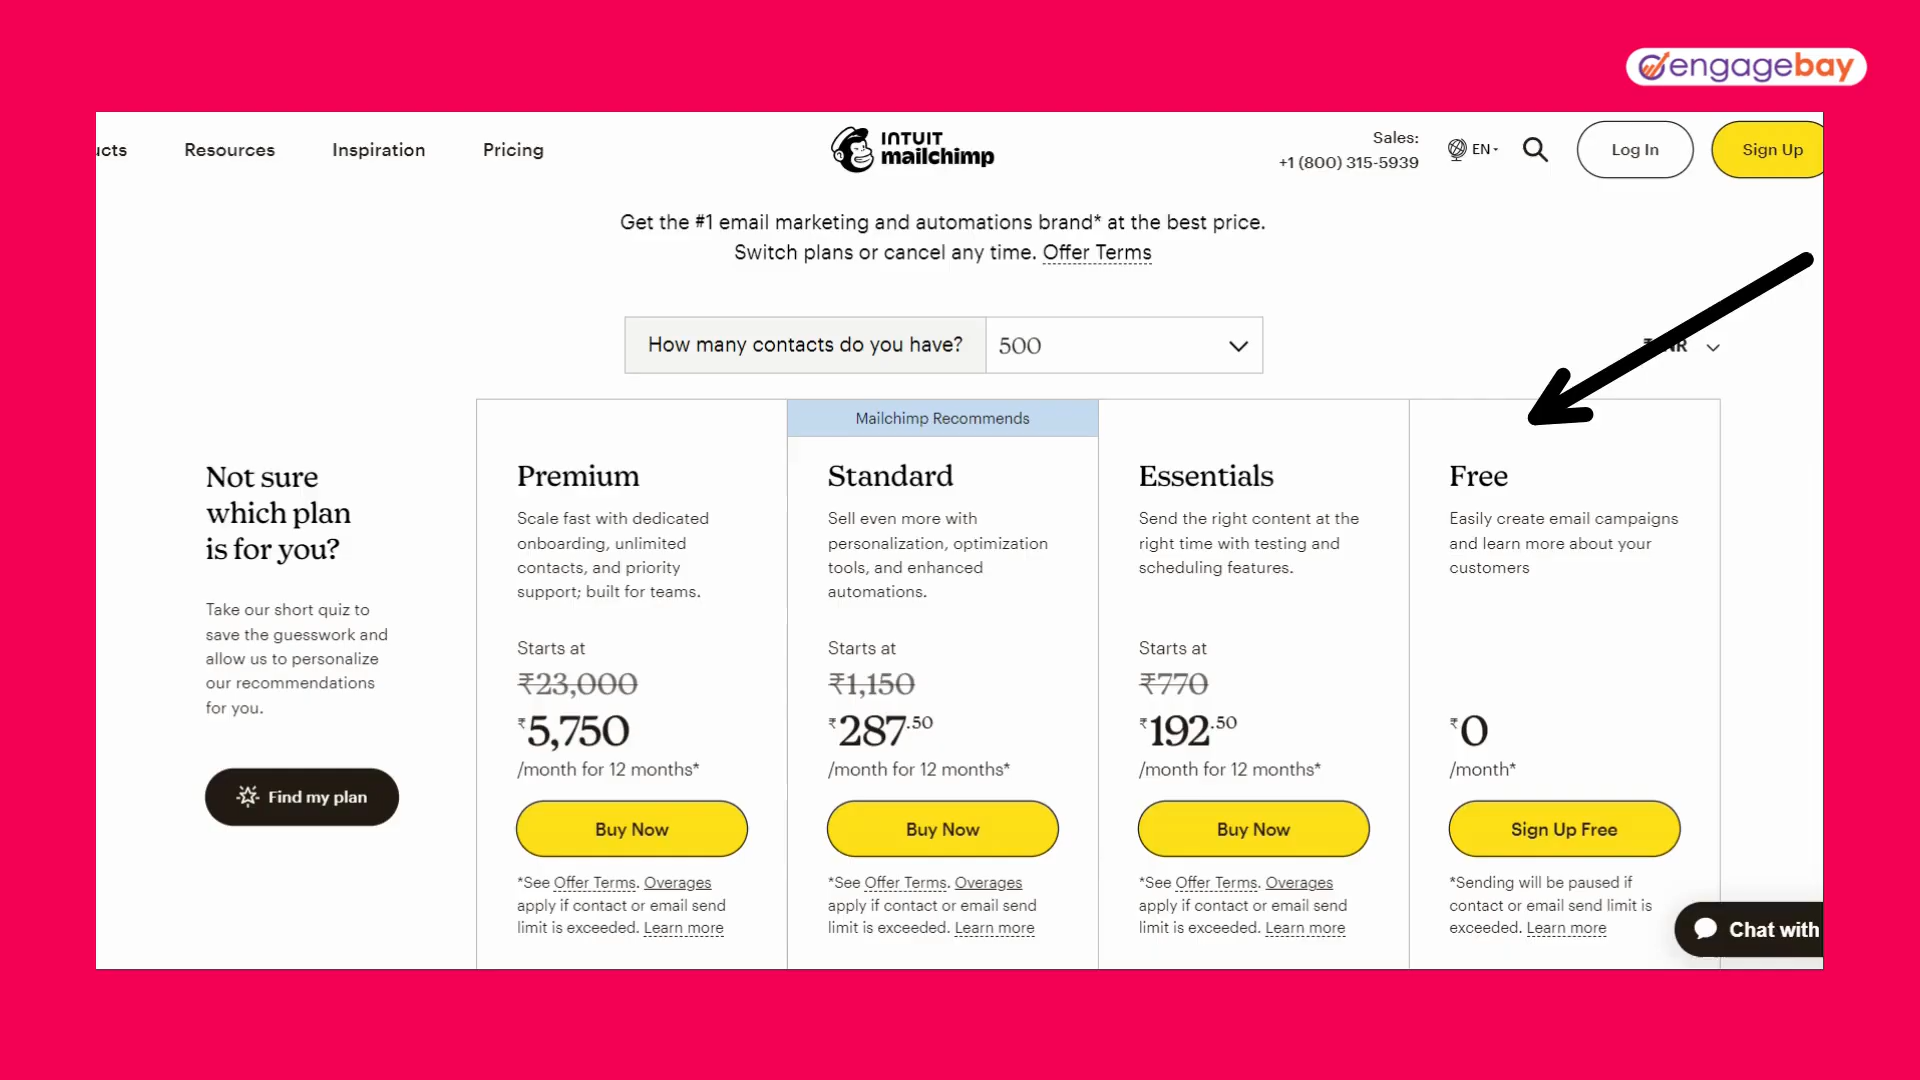 engagebay
ucts
Resources
Inspiration
Pricing
INTUIT
mailchimp
Sales:
+1 (800) 315-5939
EN
Log In
Sign Up
Get the #1 email marketing and automations brand* at the best price.
Switch plans or cancel any time. Offer Terms
How many contacts do you have?
500
Not sure
which plan
is for you?
Take our short quiz to
save the guesswork and
allow us to personalize
our recommendations
for you.
Find my plan
Premium
Scale fast with dedicated
onboarding, unlimited
contacts, and priority
support; built for teams.
Starts at
₹23,000
₹5,750
/month for 12 months*
Buy Now
*See Offer Terms. Overages
apply if contact or email send
limit is exceeded. Learn more
Mailchimp Recommends
Standard
Sell even more with
personalization, optimization
tools, and enhanced
automations.
Starts at
₹1,150
₹287.50
/month for 12 months*
Buy Now
*See Offer Terms. Overages
apply if contact or email send
limit is exceeded. Learn more
Essentials
Send the right content at the
right time with testing and
scheduling features.
Starts at
₹770
₹192.50
/month for 12 months*
Buy Now
*See Offer Terms. Overages
apply if contact or email send
limit is exceeded. Learn more
Free
Easily create email campaigns
and learn more about your
customers
₹0
/month*
Sign Up Free
*Sending will be paused if
contact or email send limit is
exceeded. Learn more
Chat with